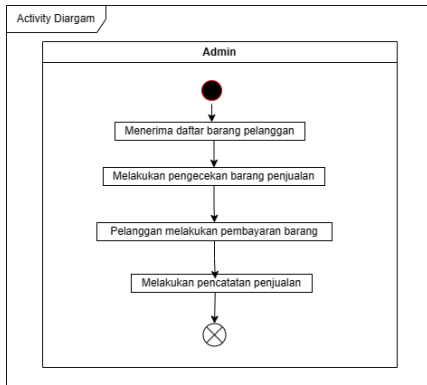 Activity Diargam
Admin
Menerima daftar barang pelanggan
Melakukan pengecekan barang penjualan
Pelanggan melakukan pembayaran barang
Melakukan pencatatan penjualan